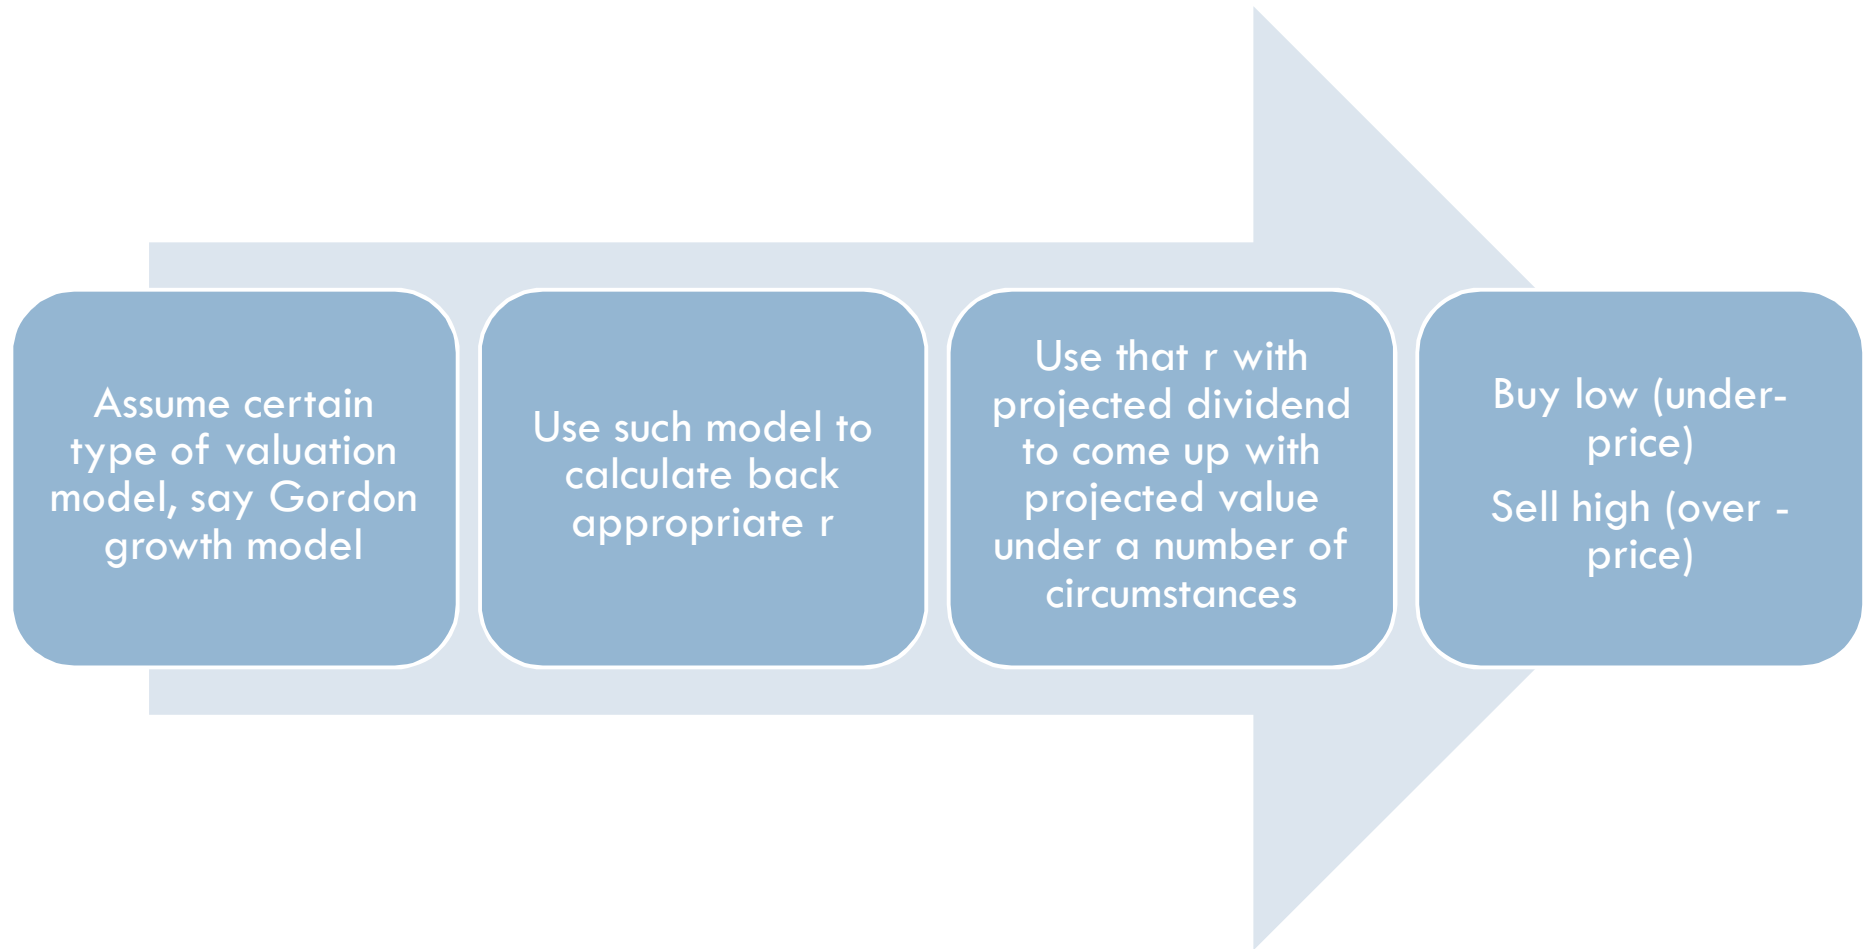 Assume certain
type of valuation
model, say Gordon
growth model
Use such model to
calculate back
appropriate r
Use that r with
projected dividend
to come up with
projected value
under a number of
circumstances
Buy low (under-
price)
Sell high (over -
price)